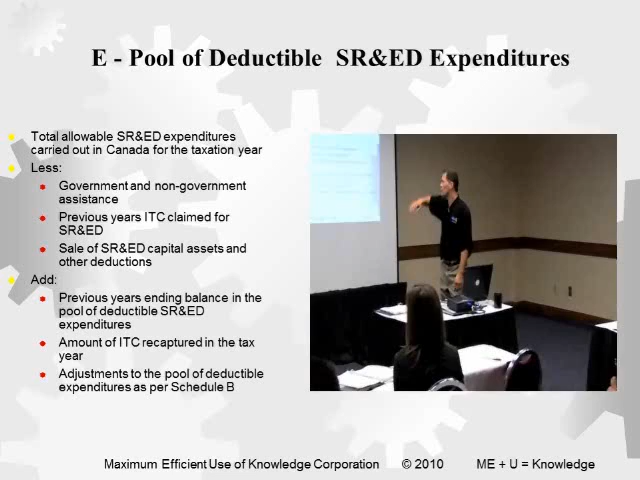 E - Pool of Deductible SR&ED Expenditures
Total allowable SR&ED expenditures
carried out in Canada for the taxation year
Less:
Government and non-government
assistance
Previous years ITC claimed for
SR&ED
Sale of SR&ED capital assets and
other deductions
Add:
Previous years ending balance in the
pool of deductible SR&ED
expenditures
Amount of ITC recaptured in the tax
year
Adjustments to the pool of deductible
expenditures as per Schedule B
Maximum Efficient Use of Knowledge Corporation © 2010 ME + U = Knowledge